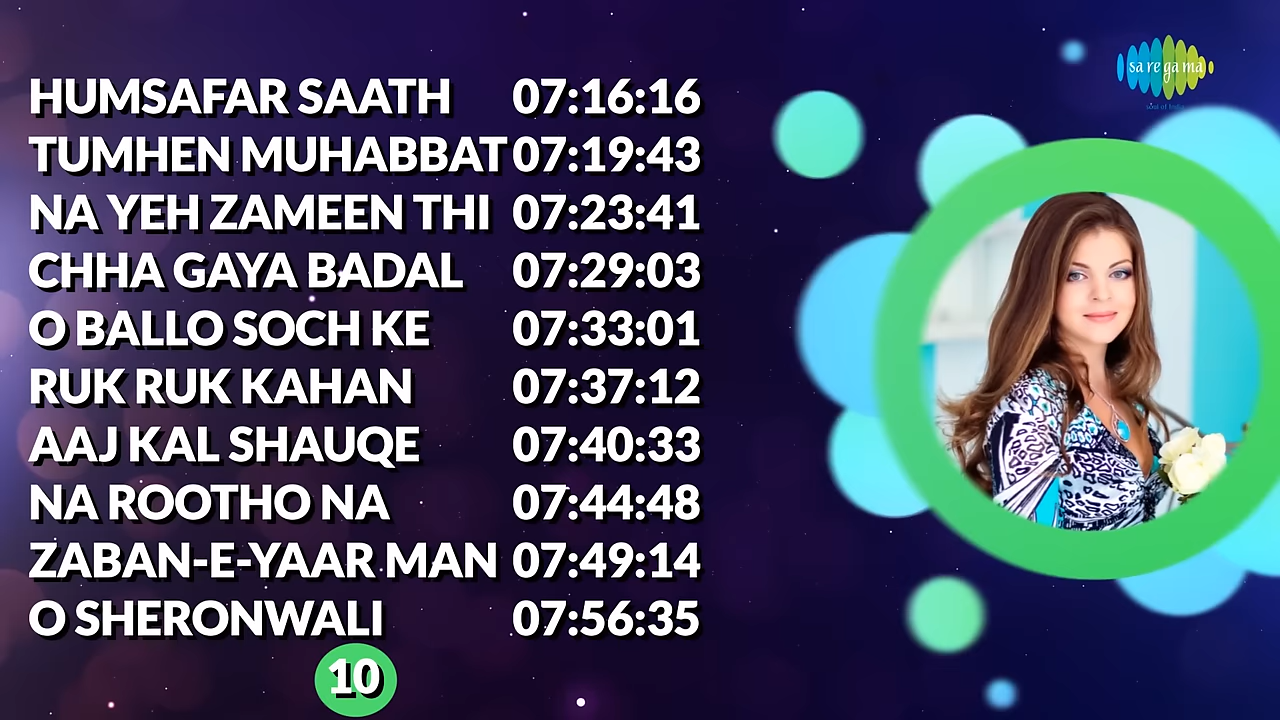 sa re ga ma
soul of India
HUMSAFAR SAATH 07:16:16
TUMHEN MUHABBAT 07:19:43
NA YEH ZAMEEN THI 07:23:41
CHHA GAYA BADAL 07:29:03
O BALLO SOCH KE 07:33:01
RUK RUK KAHAN 07:37:12
AAJ KAL SHAUQE 07:40:33
NA ROOTHO NA 07:44:48
ZABAN-E-YAAR MAN 07:49:14
O SHERONWALI 07:56:35
10